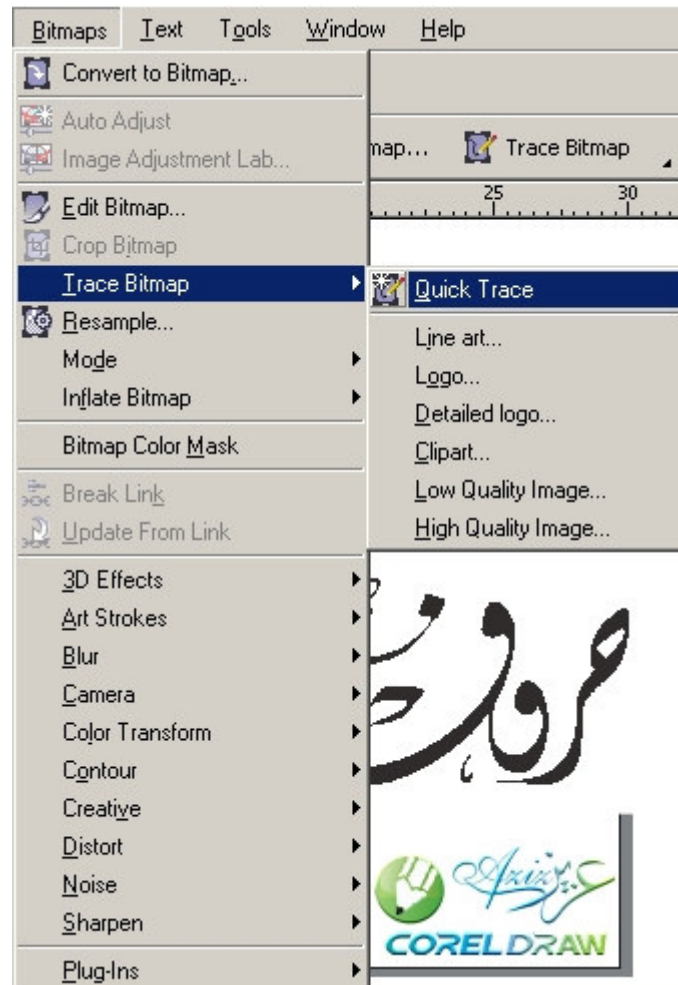 Bitmaps Text Tools Window Help
Convert to Bitmap...
Auto Adjust
Image Adjustment Lab...
map... Trace Bitmap
25 30
Edit Bitmap...
Crop Bitmap
Trace Bitmap
Resample...
Mode
Inflate Bitmap
Bitmap Color Mask
Break Link
Update From Link
3D Effects
Art Strokes
Blur
Camera
Color Transform
Contour
Creative
Distort
Noise
Sharpen
Plug-Ins
Quick Trace
Line art...
Logo...
Detailed logo...
Clipart...
Low Quality Image...
High Quality Image...
Aziz
CORELDRAW